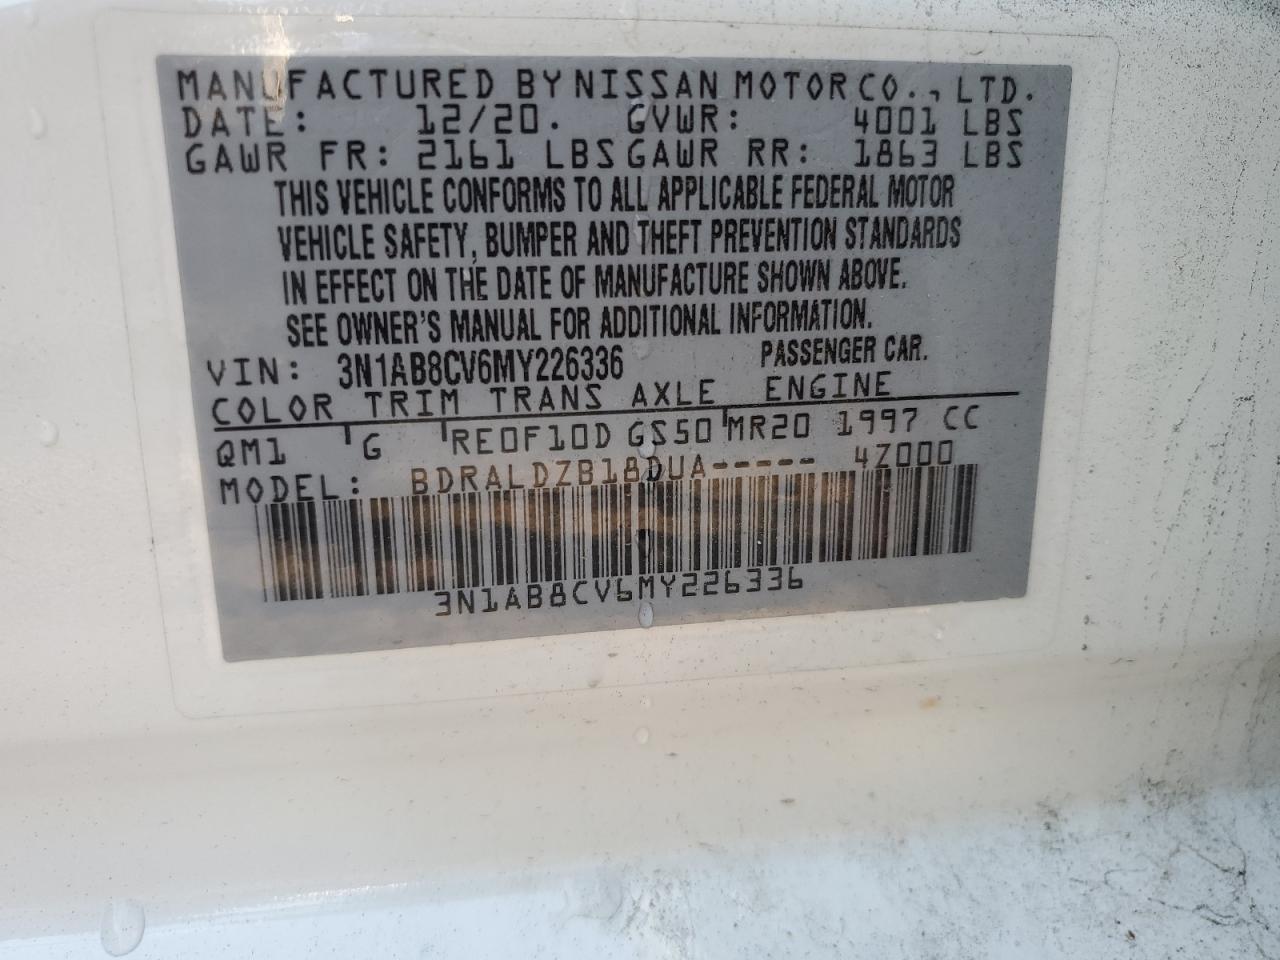 MANUFACTURED BY NISSAN MOTOR CO., LTD.
DATE: 12/20. GVWR: 4001 LBS
GAWR FR: 2161 LBS GAWR RR: 1863 LBS
THIS VEHICLE CONFORMS TO ALL APPLICABLE FEDERAL MOTOR
VEHICLE SAFETY, BUMPER AND THEFT PREVENTION STANDARDS
IN EFFECT ON THE DATE OF MANUFACTURE SHOWN ABOVE.
SEE OWNER'S MANUAL FOR ADDITIONAL INFORMATION.
VIN: 3N1AB8CV6MY226336 PASSENGER CAR.
COLOR TRIM TRANS AXLE ENGINE
QM1 G RE0F10D GS50 MR20 1997 CC
MODEL: BDRALDZB18DUA----- 4Z000
3N1AB8CV6MY226336